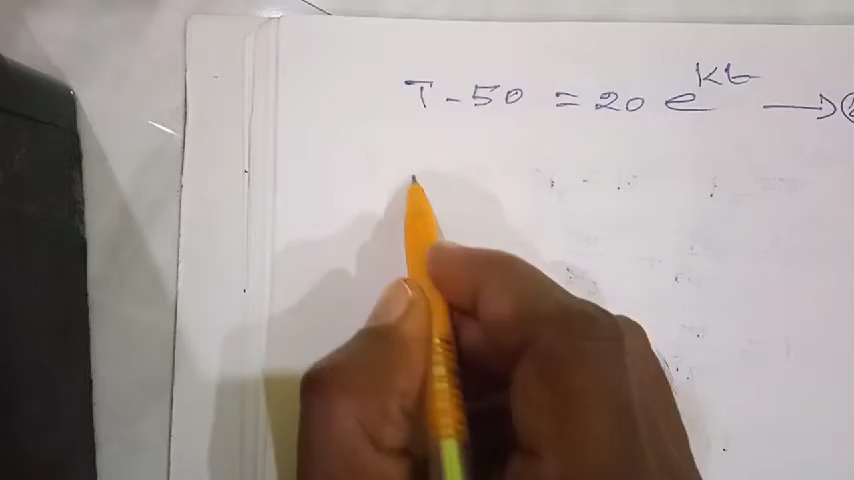 T - 50 = 20 e^{kt} →